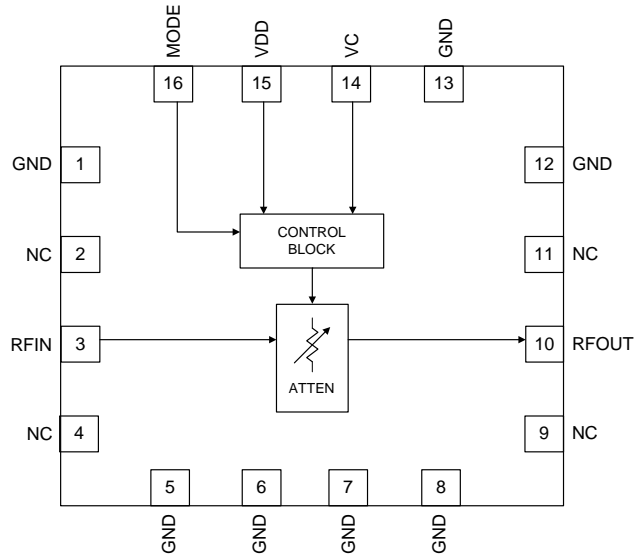 MODE
VDD
VC
GND
16
15
14
13
GND 1
12 GND
NC 2
11 NC
CONTROL
BLOCK
RFIN 3
10 RFOUT
ATTEN
NC 4
9 NC
5
6
7
8
GND
GND
GND
GND